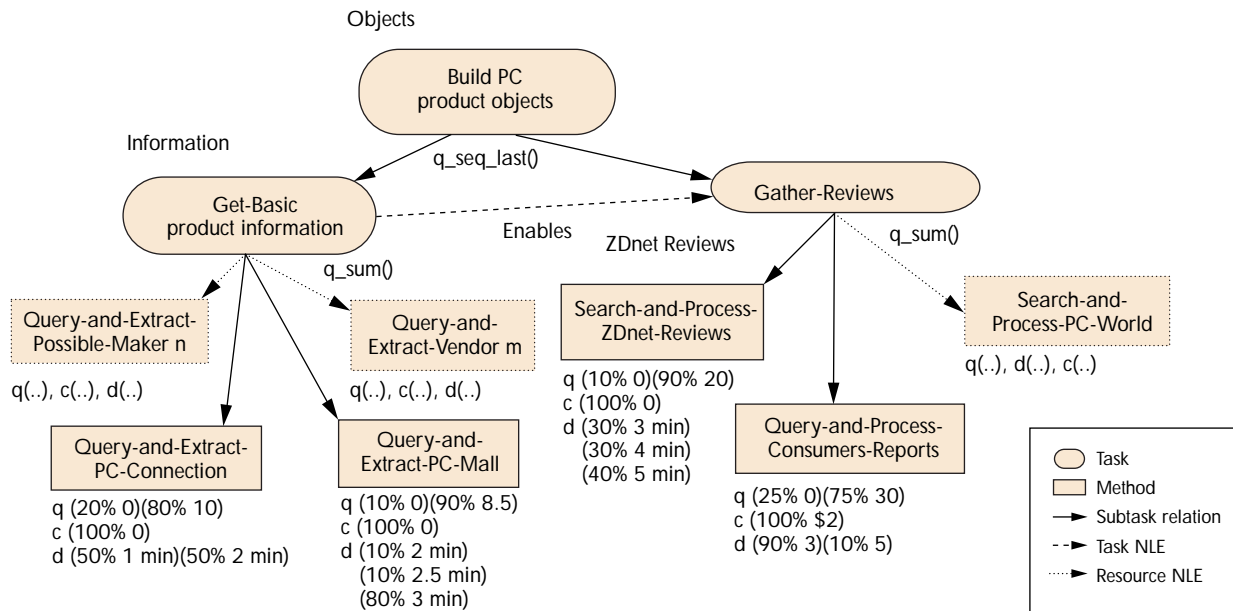 Objects
Build PC
product objects
Information
q_seq_last()
Get-Basic
product information
Gather-Reviews
Enables
q_sum()
ZDnet Reviews
q_sum()
Query-and-Extract-
Possible-Maker n
q(..), c(..), d(..)
Query-and-
Extract-Vendor m
q(..), c(..), d(..)
Search-and-Process-
ZDnet-Reviews
q (10% 0)(90% 20)
c (100% 0)
d (30% 3 min)
(30% 4 min)
(40% 5 min)
Search-and-
Process-PC-World
q(..), d(..), c(..)
Query-and-Extract-
PC-Connection
q (20% 0)(80% 10)
c (100% 0)
d (50% 1 min)(50% 2 min)
Query-and-
Extract-PC-Mall
q (10% 0)(90% 8.5)
c (100% 0)
d (10% 2 min)
(10% 2.5 min)
(80% 3 min)
Query-and-Process-
Consumers-Reports
q (25% 0)(75% 30)
c (100% $2)
d (90% 3)(10% 5)
Task
Method
Subtask relation
Task NLE
Resource NLE